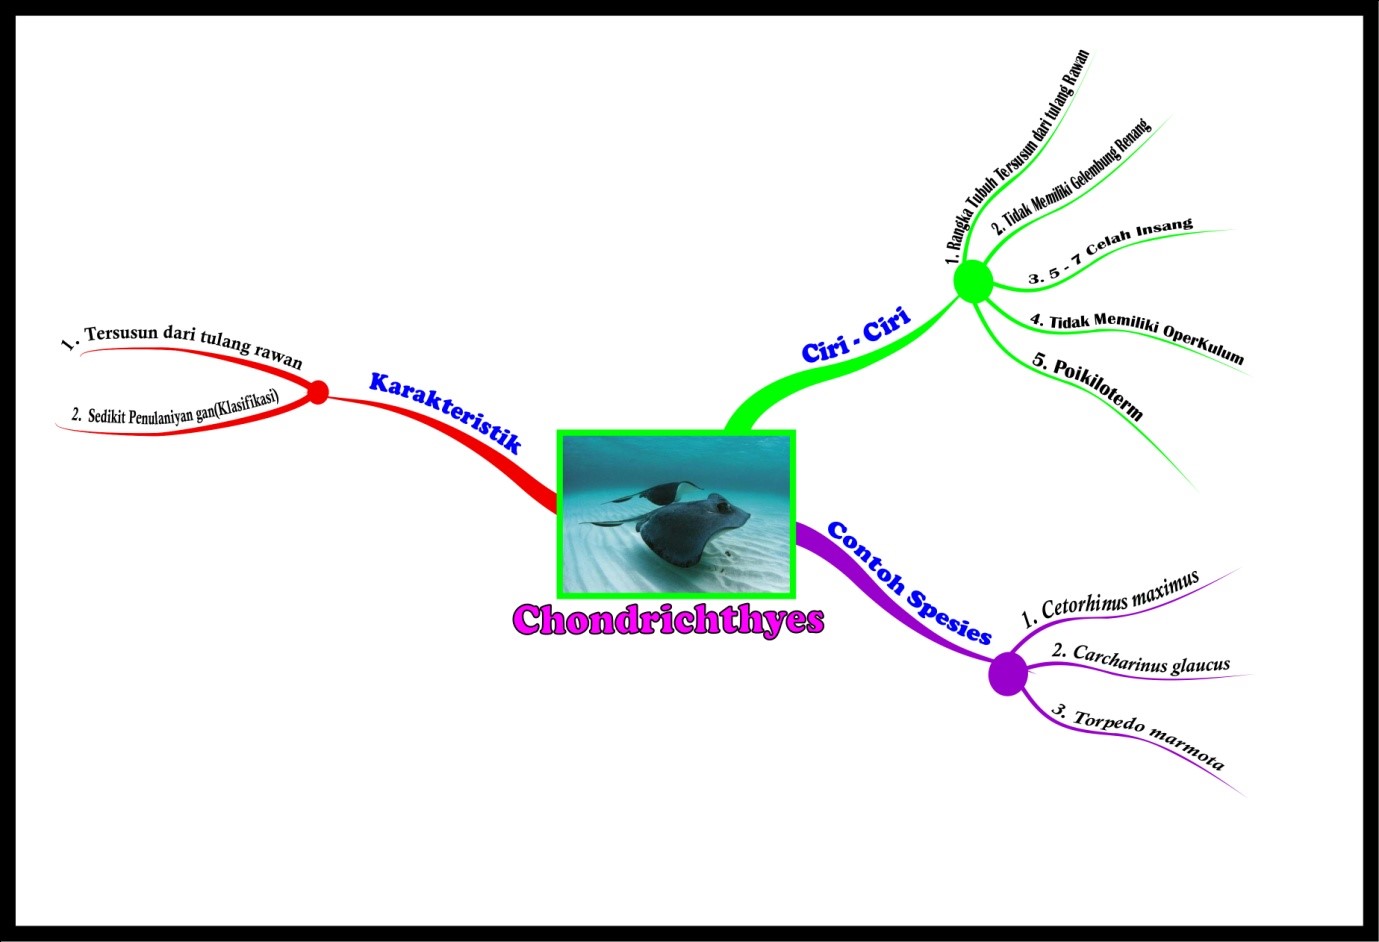 Chondrichthyes
Karakteristik
1. Tersusun dari tulang rawan
2. Sedikit Penulaniyan gan(Klasifikasi)
Ciri - Ciri
1. Rangka Tubuh Tersusun dari tulang Rawan
2. Tidak Memiliki Gelembung Renang
3. 5 - 7 Celah Insang
4. Tidak Memiliki OperKulum
5. Poikiloterm
Contoh Spesies
1. Cetorhinus maximus
2. Carcharinus glaucus
3. Torpedo marmota